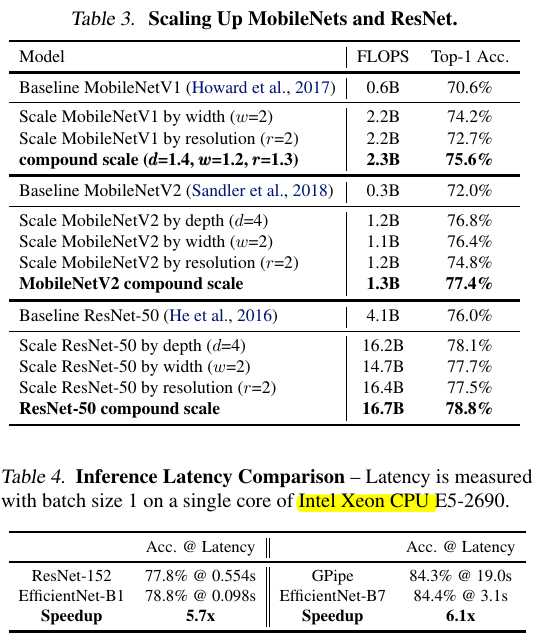 Table 3. Scaling Up MobileNets and ResNet.
Model FLOPS Top-1 Acc.
Baseline MobileNetV1 (Howard et al., 2017) 0.6B 70.6%
Scale MobileNetV1 by width (w=2) 2.2B 74.2%
Scale MobileNetV1 by resolution (r=2) 2.2B 72.7%
compound scale (d=1.4, w=1.2, r=1.3) 2.3B 75.6%
Baseline MobileNetV2 (Sandler et al., 2018) 0.3B 72.0%
Scale MobileNetV2 by depth (d=4) 1.2B 76.8%
Scale MobileNetV2 by width (w=2) 1.1B 76.4%
Scale MobileNetV2 by resolution (r=2) 1.2B 74.8%
MobileNetV2 compound scale 1.3B 77.4%
Baseline ResNet-50 (He et al., 2016) 4.1B 76.0%
Scale ResNet-50 by depth (d=4) 16.2B 78.1%
Scale ResNet-50 by width (w=2) 14.7B 77.7%
Scale ResNet-50 by resolution (r=2) 16.4B 77.5%
ResNet-50 compound scale 16.7B 78.8%
Table 4. Inference Latency Comparison – Latency is measured
with batch size 1 on a single core of Intel Xeon CPU E5-2690.
Acc. @ Latency Acc. @ Latency
ResNet-152 77.8% @ 0.554s GPipe 84.3% @ 19.0s
EfficientNet-B1 78.8% @ 0.098s EfficientNet-B7 84.4% @ 3.1s
Speedup 5.7x Speedup 6.1x